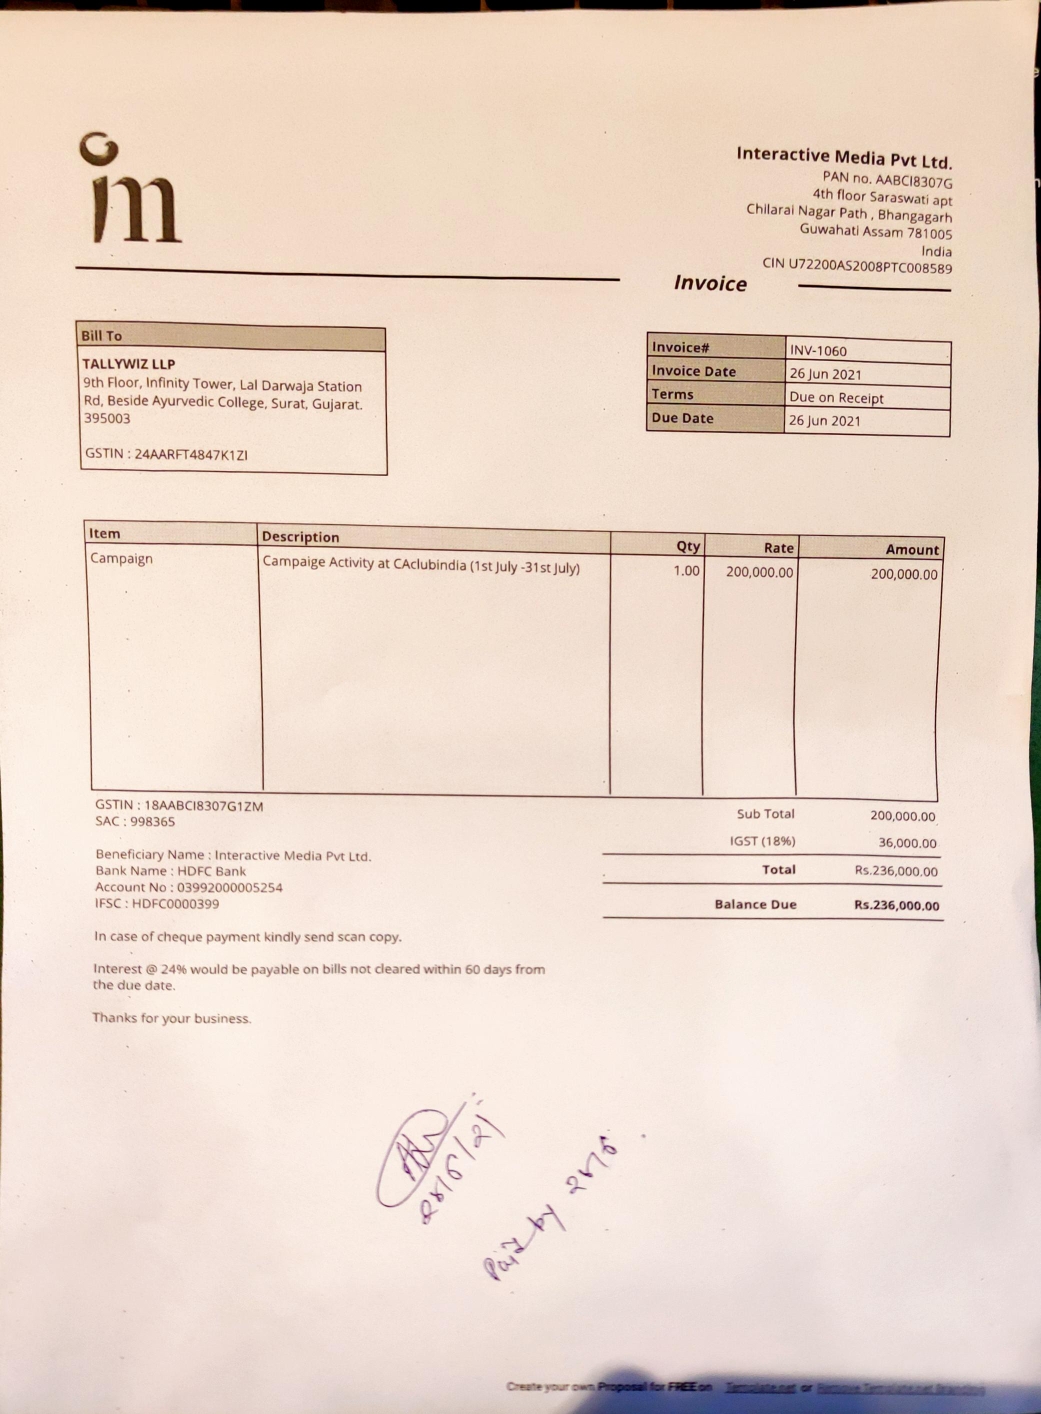 im
Interactive Media Pvt Ltd.
PAN no. AABCI8307G
4th floor Saraswati apt
Chilarai Nagar Path , Bhangagarh
Guwahati Assam 781005
India
CIN U72200AS2008PTC008589
Invoice
Bill To
TALLYWIZ LLP
9th Floor, Infinity Tower, Lal Darwaja Station
Rd, Beside Ayurvedic College, Surat, Gujarat.
395003
GSTIN : 24AARFT4847K1ZI
Invoice# INV-1060
Invoice Date 26 Jun 2021
Terms Due on Receipt
Due Date 26 Jun 2021
Item Description Qty Rate Amount
Campaign Campaige Activity at CAclubindia (1st July -31st July) 1.00 200,000.00 200,000.00
GSTIN : 18AABCI8307G1ZM
SAC : 998365
Sub Total 200,000.00
IGST (18%) 36,000.00
Total Rs.236,000.00
Balance Due Rs.236,000.00
Beneficiary Name : Interactive Media Pvt Ltd.
Bank Name : HDFC Bank
Account No : 03992000005254
IFSC : HDFC0000399
In case of cheque payment kindly send scan copy.
Interest @ 24% would be payable on bills not cleared within 60 days from
the due date.
Thanks for your business.
Paid by
Create your own Proposal for FREE on Template.net or Remove Template.net Branding